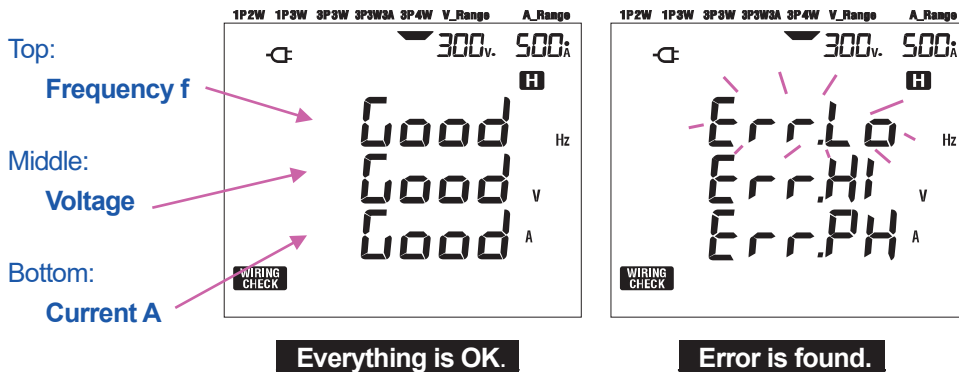 1P2W 1P3W 3P3W 3P3W3A 3P4W V_Range A_Range
300V 500A
H
Top:
Frequency f
Good Hz
Middle:
Voltage
Good V
Bottom:
Current A
Good A
WIRING
CHECK
Everything is OK.
1P2W 1P3W 3P3W 3P3W3A 3P4W V_Range A_Range
300V 500A
H
Err.Lo Hz
Err.HI V
Err.PH A
WIRING
CHECK
Error is found.